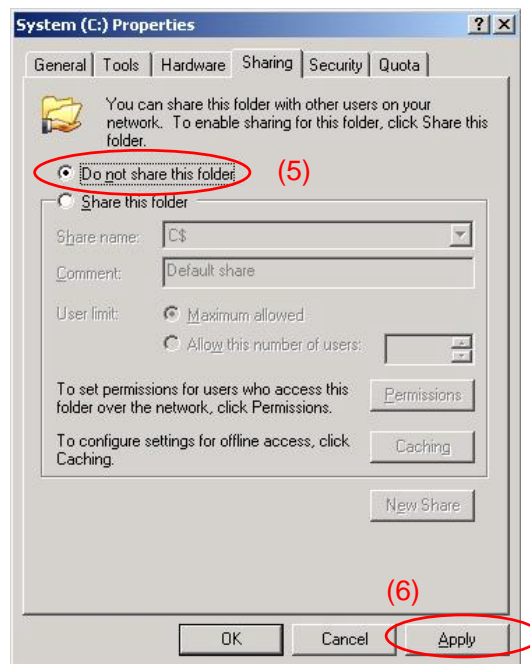 System (C:) Properties
General Tools Hardware Sharing Security Quota
You can share this folder with other users on your
network. To enable sharing for this folder, click Share this
folder.
Do not share this folder (5)
Share this folder
Share name: C$
Comment: Default share
User limit: Maximum allowed
Allow this number of users:
To set permissions for users who access this
folder over the network, click Permissions.
Permissions
To configure settings for offline access, click
Caching.
Caching
New Share
(6)
OK Cancel Apply